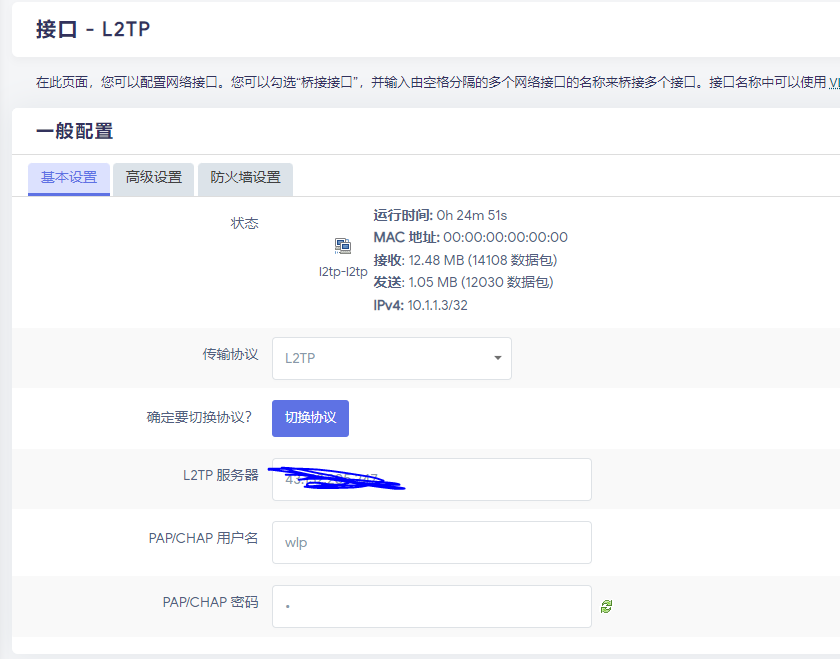 接口 - L2TP
在此页面，您可以配置网络接口。您可以勾选“桥接接口”，并输入由空格分隔的多个网络接口的名称来桥接多个接口。接口名称中可以使用
一般配置
基本设置 高级设置 防火墙设置
状态
l2tp-l2tp
运行时间: 0h 24m 51s
MAC 地址: 00:00:00:00:00:00
接收: 12.48 MB (14108 数据包)
发送: 1.05 MB (12030 数据包)
IPv4: 10.1.1.3/32
传输协议 L2TP
确定要切换协议？ 切换协议
L2TP 服务器
PAP/CHAP 用户名 wlp
PAP/CHAP 密码 •